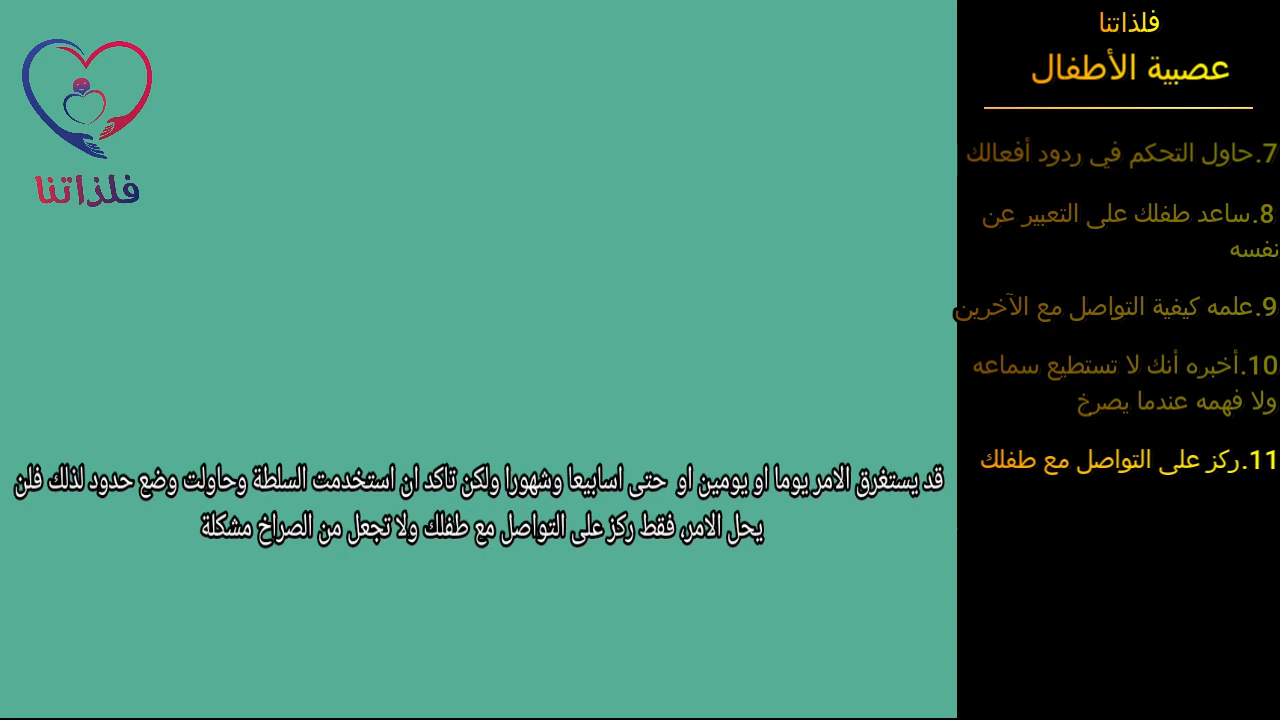 فلذاتنا
عصبية الأطفال
7.حاول التحكم في ردود أفعالك
8.ساعد طفلك على التعبير عن
نفسه
9.علمه كيفية التواصل مع الآخرين
10.أخبره أنك لا تستطيع سماعه
ولا فهمه عندما يصرخ
11.ركز على التواصل مع طفلك
فلذاتنا
قد يستغرق الامر يوما او يومين او حتى اسابيعا وشهورا ولكن تاكد ان استخدمت السلطة وحاولت وضع حدود لذلك فلن
يحل الامر، فقط ركز على التواصل مع طفلك ولا تجعل من الصراخ مشكلة